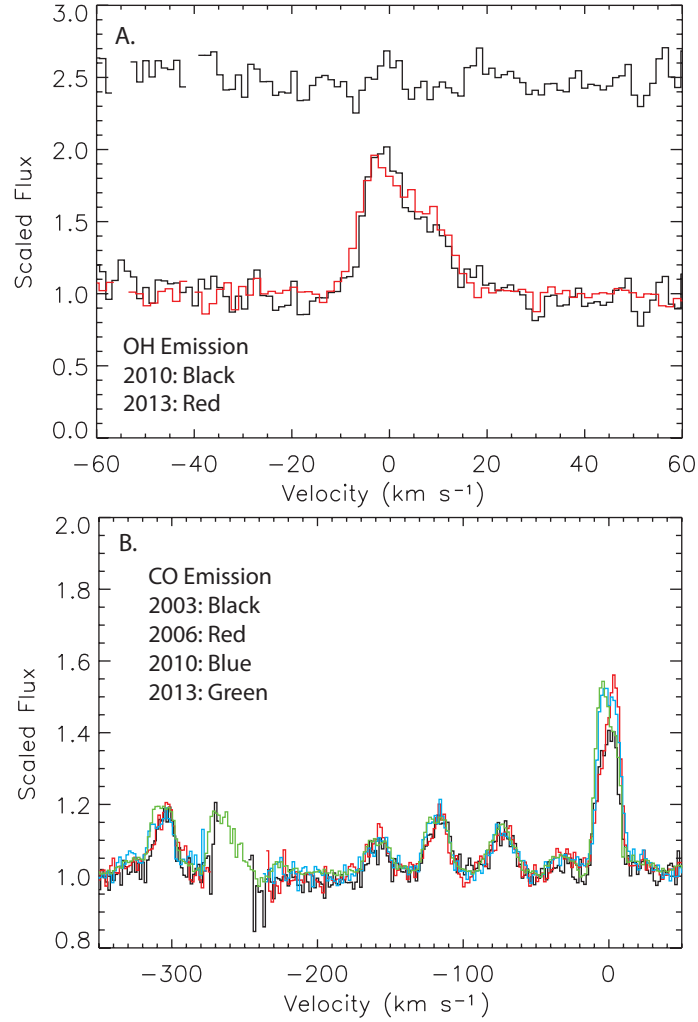 A.
3.0
2.5
2.0
1.5
1.0
0.5
0.0
Scaled Flux
OH Emission
2010: Black
2013: Red
−60 −40 −20 0 20 40 60
Velocity (km s⁻¹)
B.
2.0
1.8
1.6
1.4
1.2
1.0
0.8
Scaled Flux
CO Emission
2003: Black
2006: Red
2010: Blue
2013: Green
−300 −200 −100 0
Velocity (km s⁻¹)